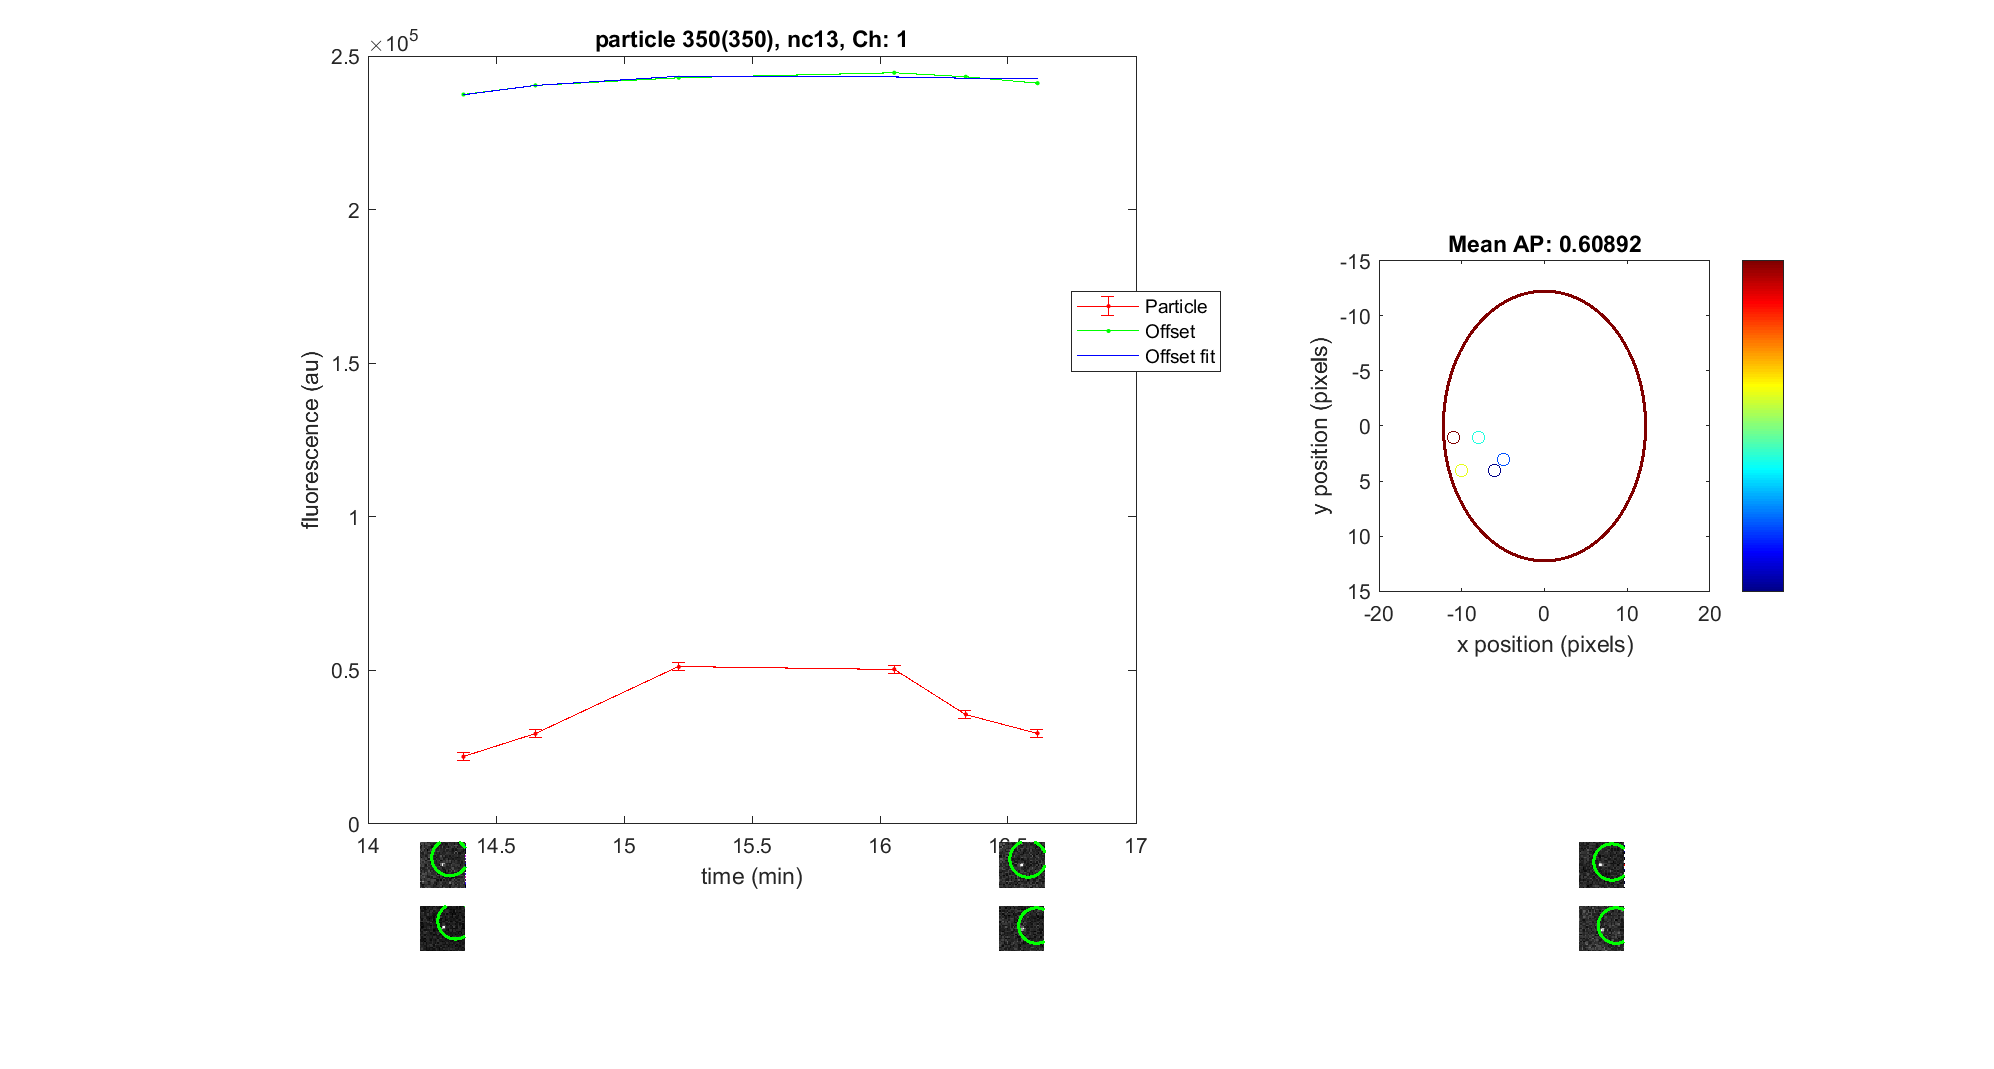 particle 350(350), nc13, Ch: 1
×10^5
2.5
2
1.5
1
0.5
0
fluorescence (au)
14 14.5 15 15.5 16 17
time (min)
Particle
Offset
Offset fit
Mean AP: 0.60892
-15
-10
-5
0
5
10
15
y position (pixels)
-20 -10 0 10 20
x position (pixels)